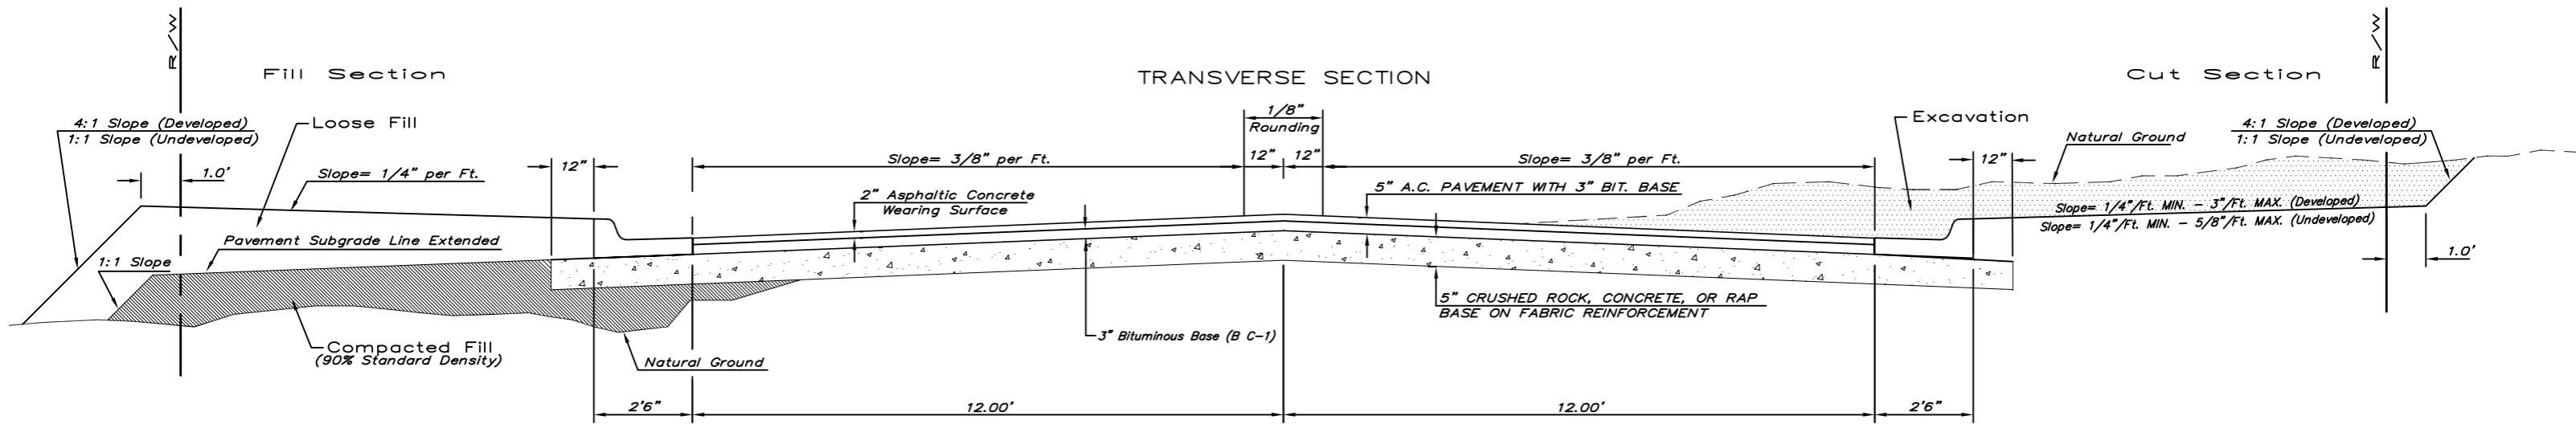 R/W
R/W
Fill Section
TRANSVERSE SECTION
Cut Section
1/8"
Rounding
4:1 Slope (Developed)
1:1 Slope (Undeveloped)
Loose Fill
Excavation
Natural Ground
4:1 Slope (Developed)
1:1 Slope (Undeveloped)
1.0'
Slope= 1/4" per Ft.
12"
Slope= 3/8" per Ft.
12"
12"
Slope= 3/8" per Ft.
12"
2" Asphaltic Concrete
Wearing Surface
5" A.C. PAVEMENT WITH 3" BIT. BASE
Slope= 1/4"/Ft. MIN. - 3"/Ft. MAX. (Developed)
Slope= 1/4"/Ft. MIN. - 5/8"/Ft. MAX. (Undeveloped)
Pavement Subgrade Line Extended
1:1 Slope
1.0'
5" CRUSHED ROCK, CONCRETE, OR RAP
BASE ON FABRIC REINFORCEMENT
3" Bituminous Base (B C-1)
Compacted Fill
(90% Standard Density)
Natural Ground
2'6"
12.00'
12.00'
2'6"